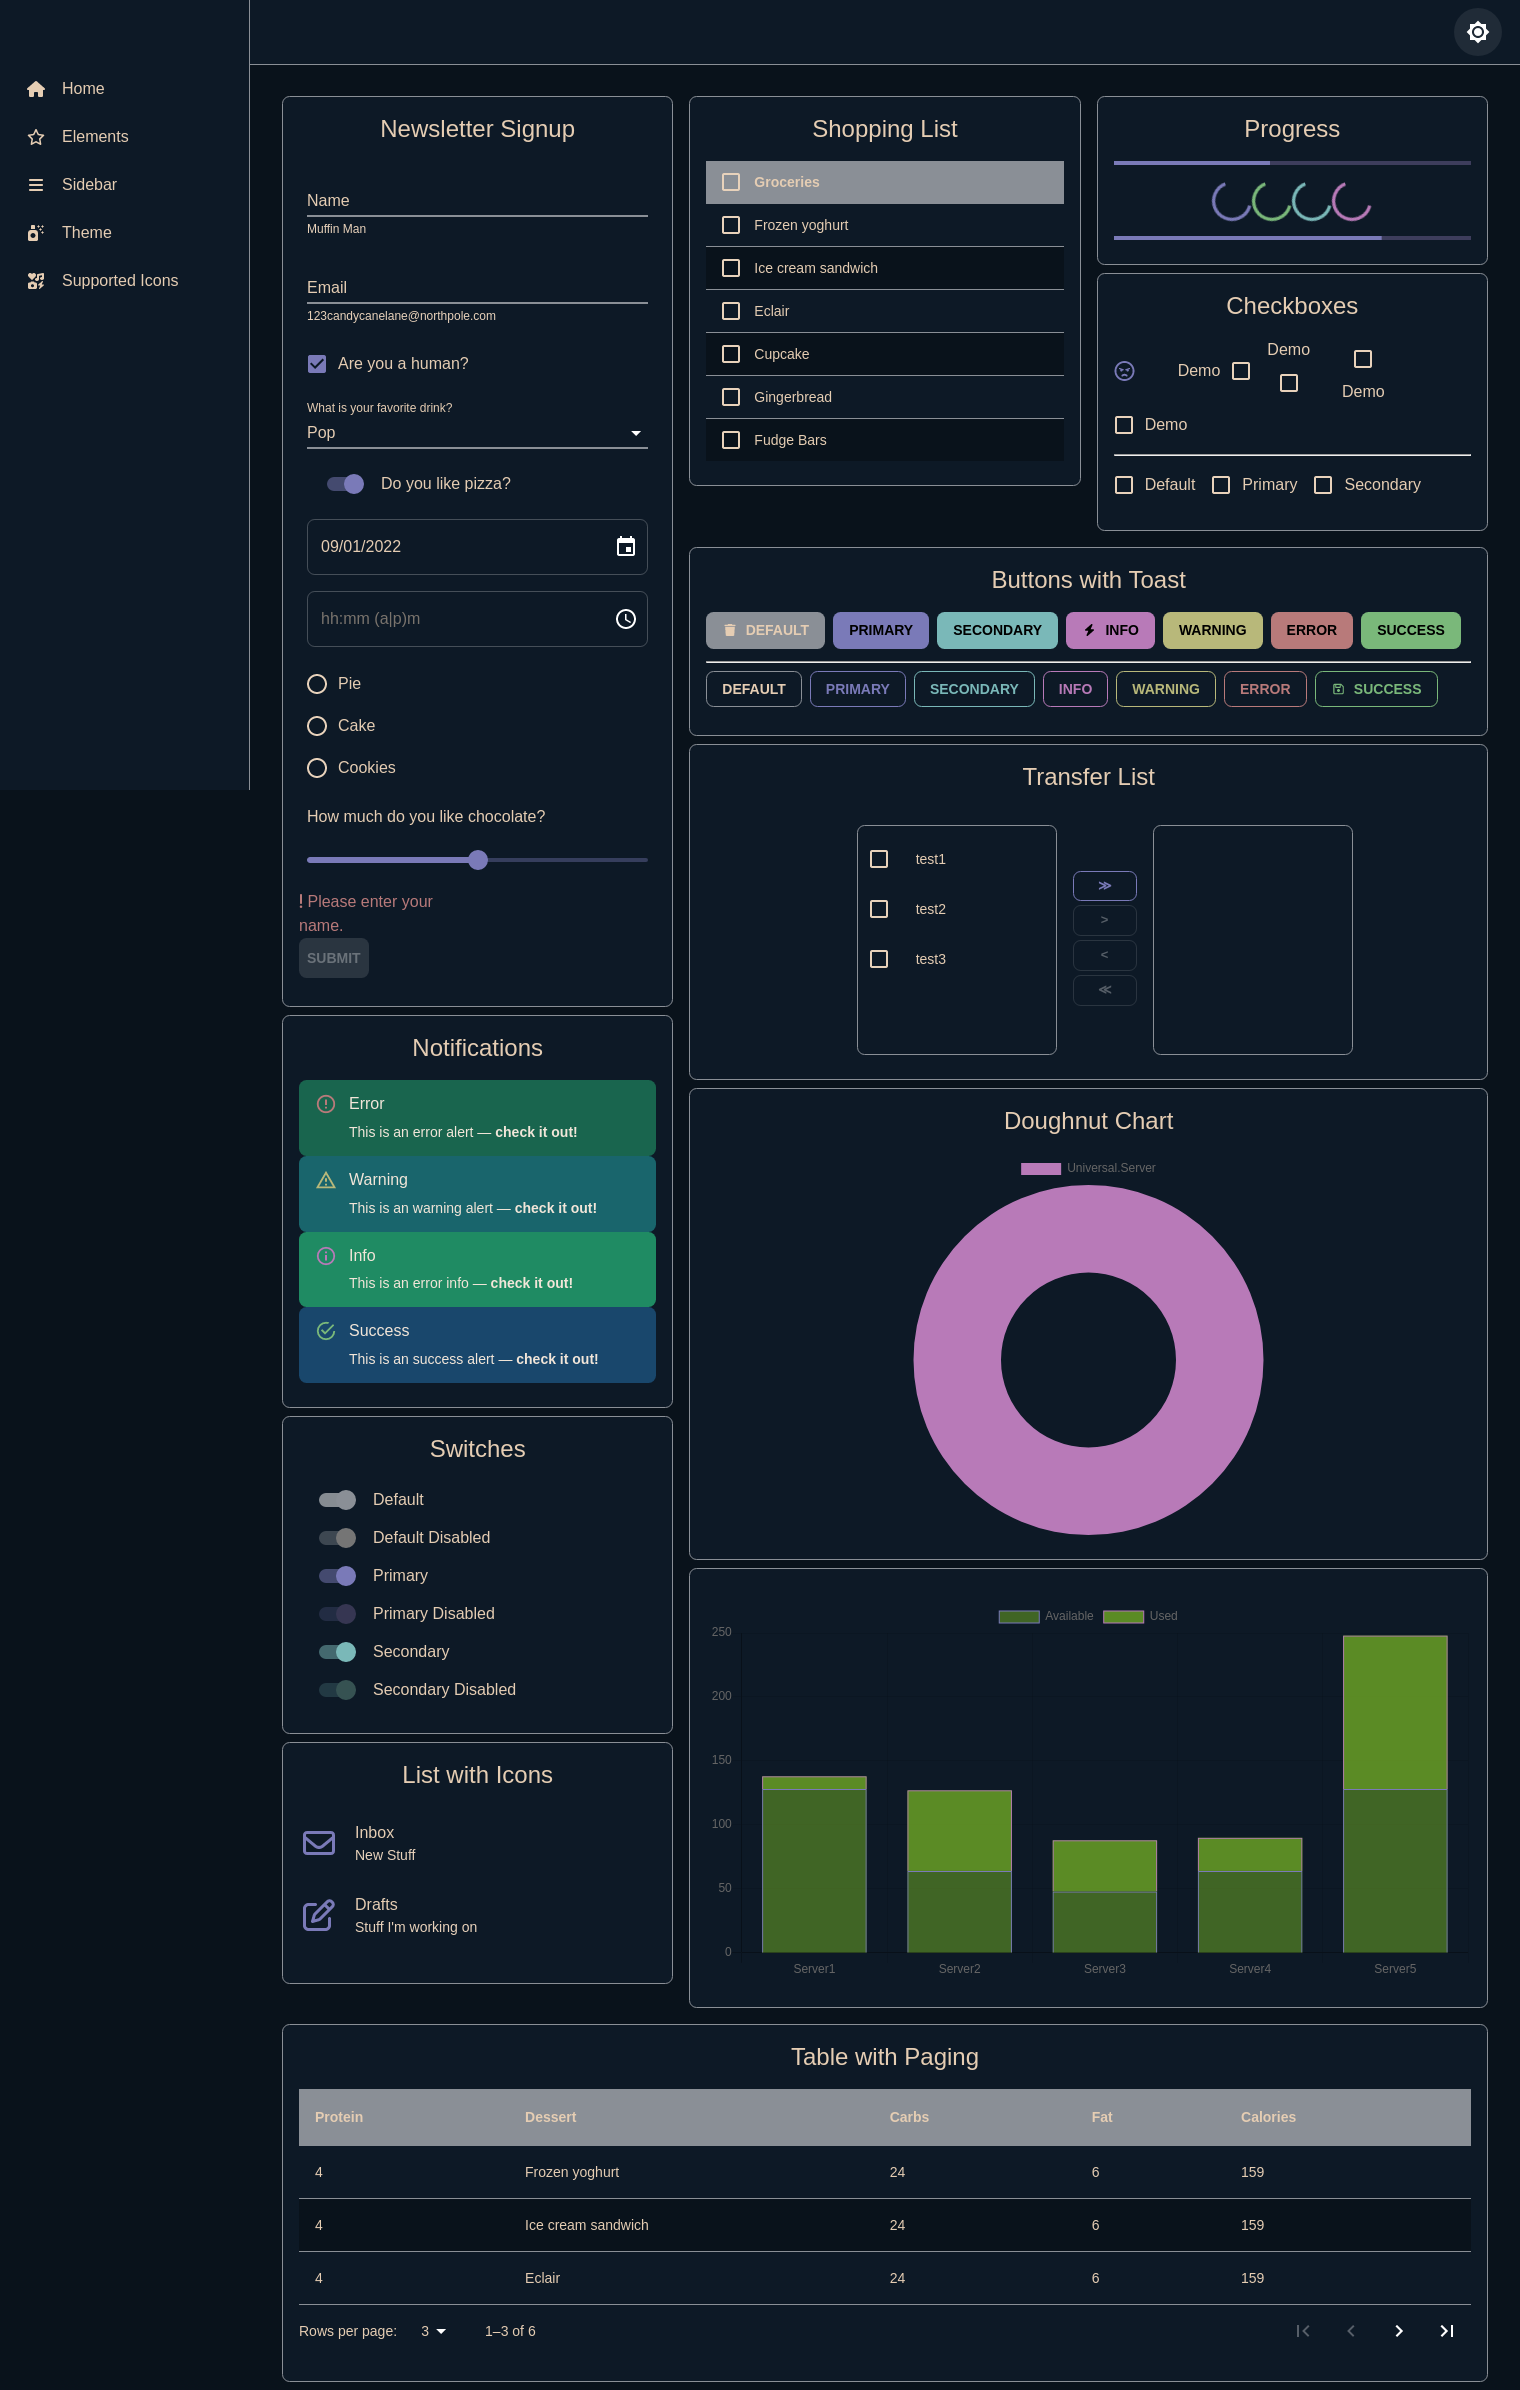 Home
Elements
Sidebar
Theme
Supported Icons
Newsletter Signup
Name
Muffin Man
Email
123candycanelane@northpole.com
Are you a human?
What is your favorite drink?
Pop
Do you like pizza?
09/01/2022
hh:mm (a|p)m
Pie
Cake
Cookies
How much do you like chocolate?
! Please enter your
name.
SUBMIT
Notifications
Error
This is an error alert — check it out!
Warning
This is an warning alert — check it out!
Info
This is an error info — check it out!
Success
This is an success alert — check it out!
Switches
Default
Default Disabled
Primary
Primary Disabled
Secondary
Secondary Disabled
List with Icons
Inbox
New Stuff
Drafts
Stuff I'm working on
Shopping List
Groceries
Frozen yoghurt
Ice cream sandwich
Eclair
Cupcake
Gingerbread
Fudge Bars
Progress
Checkboxes
Demo
Demo
Demo
Demo
Default Primary Secondary
Buttons with Toast
DEFAULT PRIMARY SECONDARY INFO WARNING ERROR SUCCESS
DEFAULT PRIMARY SECONDARY INFO WARNING ERROR SUCCESS
Transfer List
test1
test2
test3
≫
>
<
≪
Doughnut Chart
Universal.Server
Available Used
250
200
150
100
50
0
Server1 Server2 Server3 Server4 Server5
Table with Paging
Protein Dessert Carbs Fat Calories
4 Frozen yoghurt 24 6 159
4 Ice cream sandwich 24 6 159
4 Eclair 24 6 159
Rows per page: 3 1–3 of 6